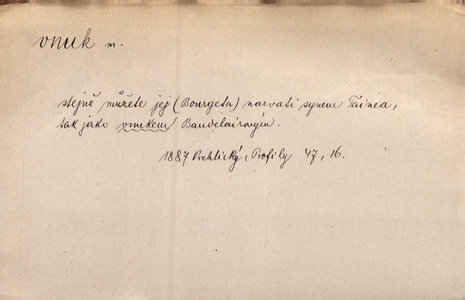 vnuk m.
stejně můžete jej (Bourgeta) nazvati synem Tainea,
tak jako vnukem Baudelairovým.
1887 Vrchlický, Profily 47, 16.